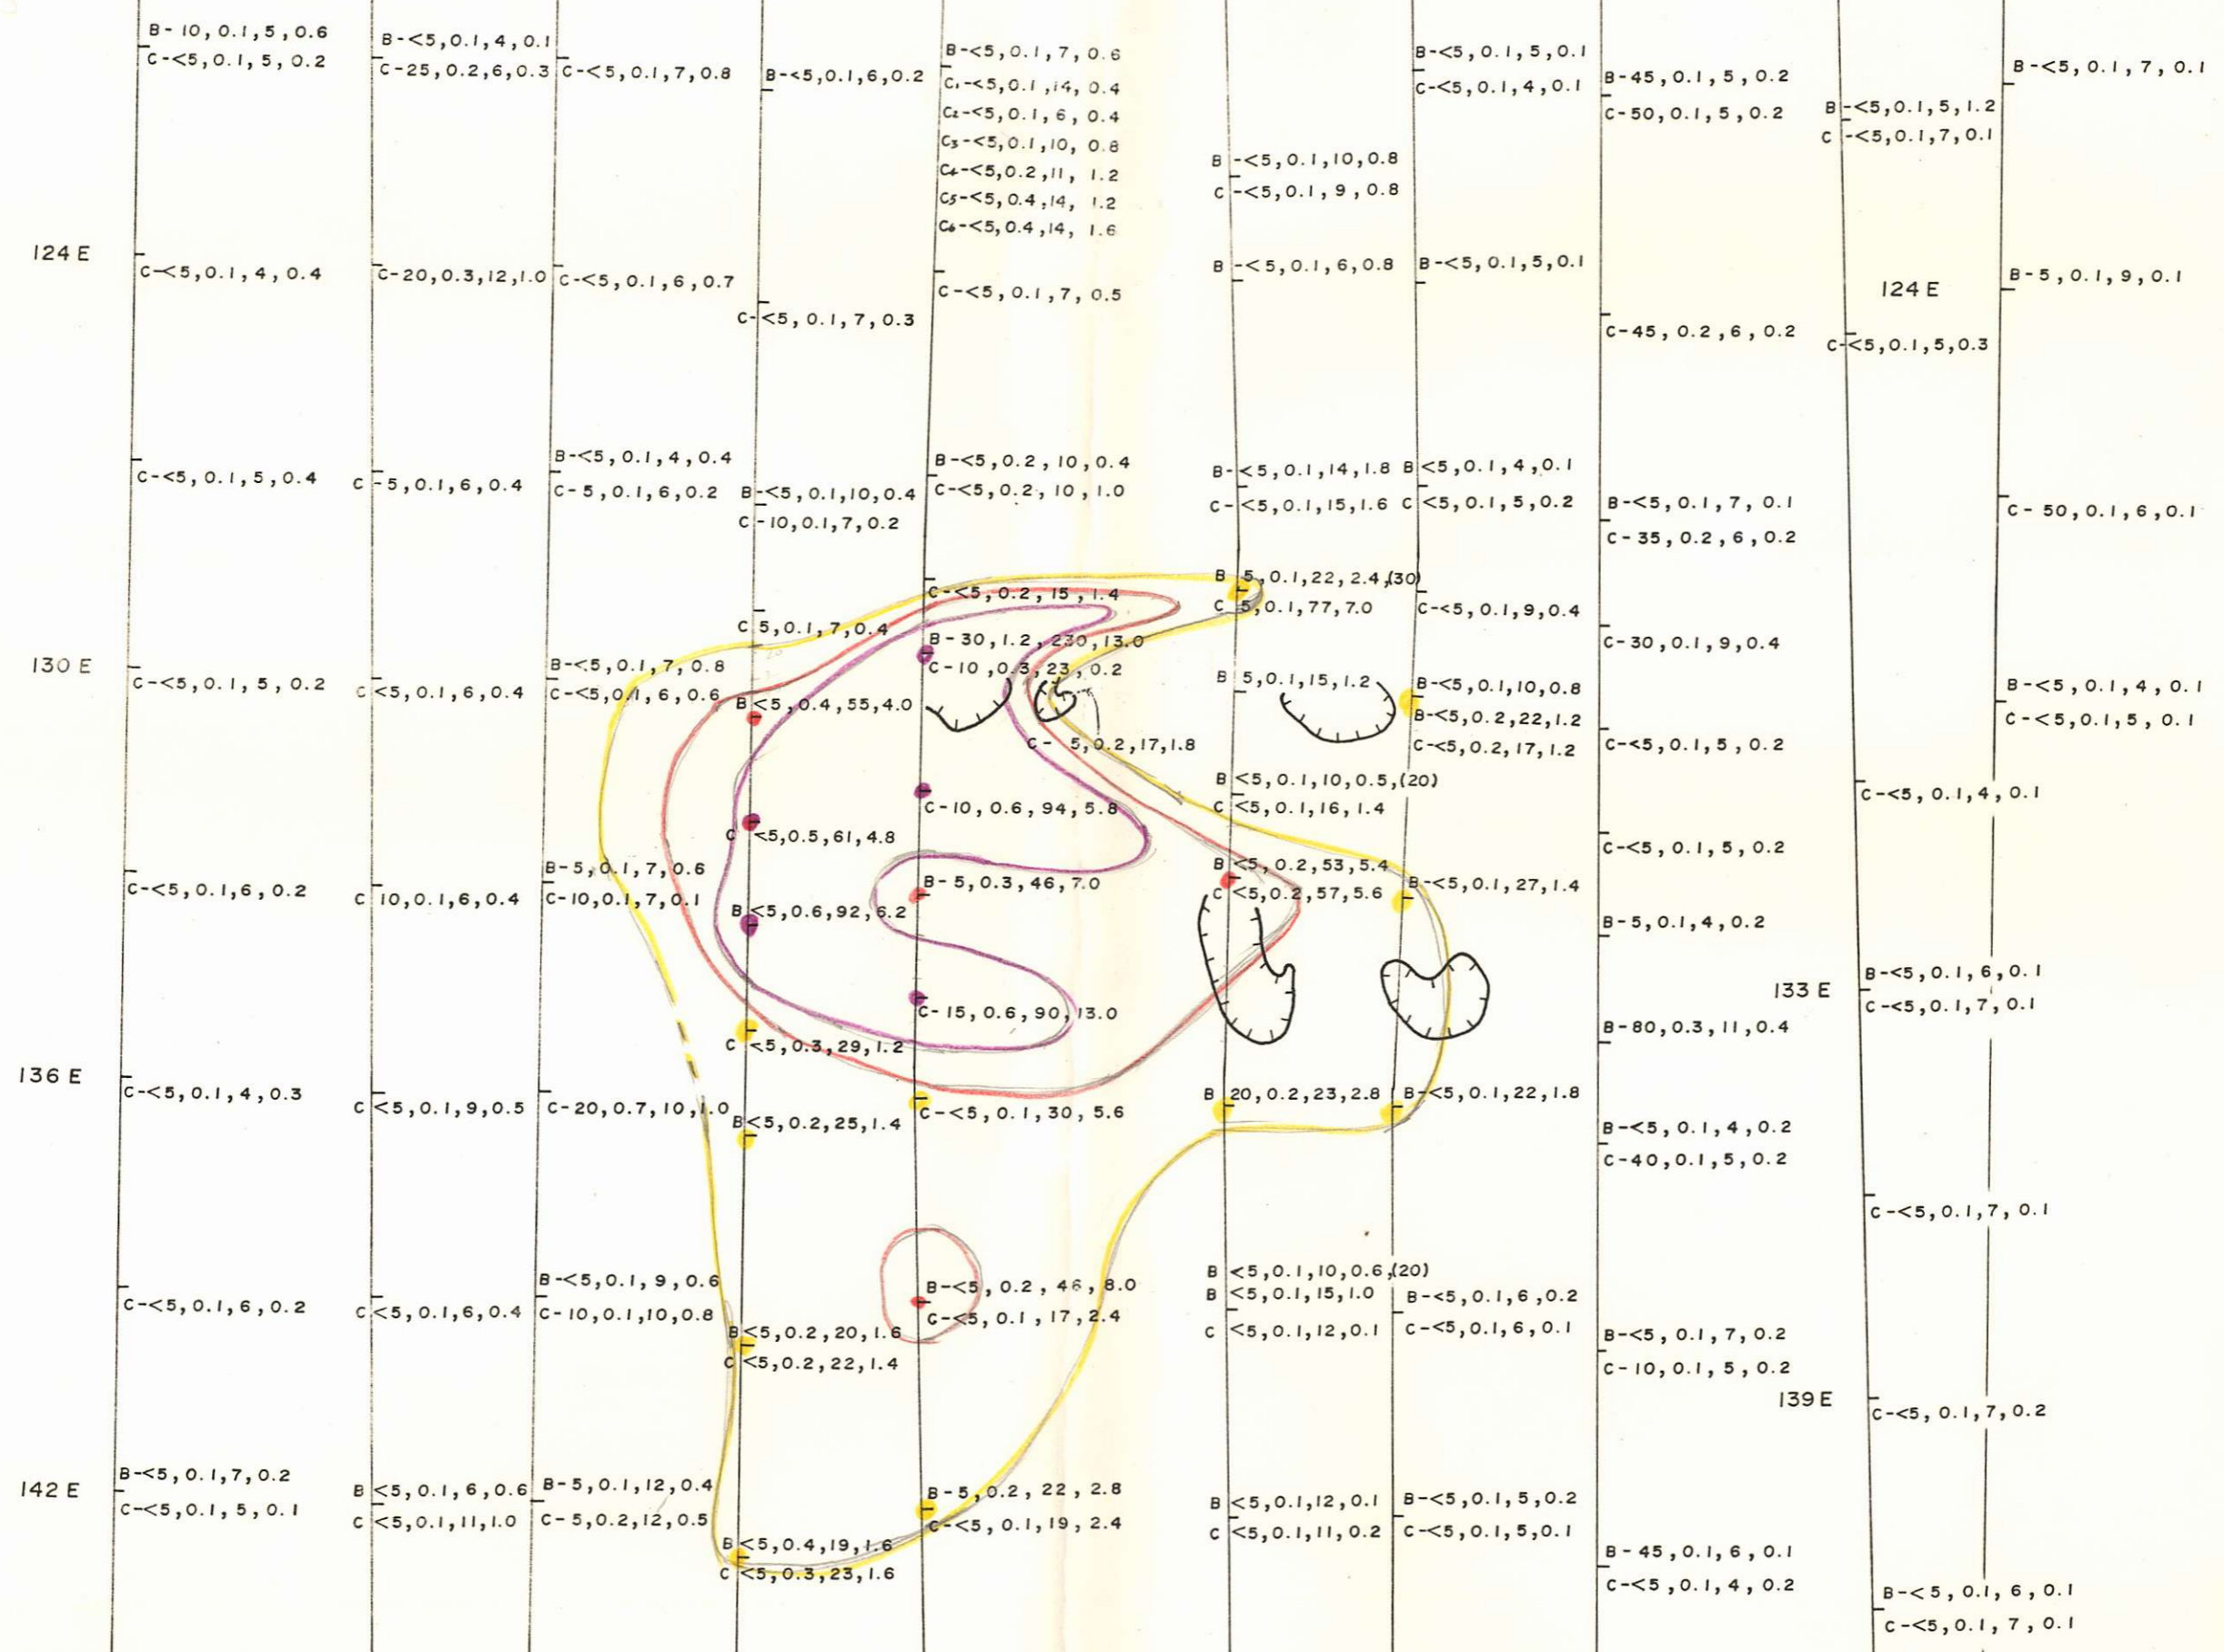 B-10, 0.1, 5, 0.6
C-<5, 0.1, 5, 0.2
B-<5, 0.1, 4, 0.1
C-25, 0.2, 6, 0.3
C-<5, 0.1, 7, 0.8
B-<5, 0.1, 6, 0.2
B-<5, 0.1, 7, 0.6
C1-<5, 0.1, 14, 0.4
C2-<5, 0.1, 6, 0.4
C3-<5, 0.1, 10, 0.8
C4-<5, 0.2, 11, 1.2
C5-<5, 0.4, 14, 1.2
C6-<5, 0.4, 14, 1.6
B-<5, 0.1, 10, 0.8
C-<5, 0.1, 9, 0.8
B-<5, 0.1, 5, 0.1
C-<5, 0.1, 4, 0.1
B-45, 0.1, 5, 0.2
C-50, 0.1, 5, 0.2
B-<5, 0.1, 5, 1.2
C-<5, 0.1, 7, 0.1
B-<5, 0.1, 7, 0.1
124 E
C-<5, 0.1, 4, 0.4
C-20, 0.3, 12, 1.0
C-<5, 0.1, 6, 0.7
C-<5, 0.1, 7, 0.3
C-<5, 0.1, 7, 0.5
B-<5, 0.1, 6, 0.8
B-<5, 0.1, 5, 0.1
C-45, 0.2, 6, 0.2
124 E
C-<5, 0.1, 5, 0.3
B-5, 0.1, 9, 0.1
C-<5, 0.1, 5, 0.4
C-5, 0.1, 6, 0.4
B-<5, 0.1, 4, 0.4
C-5, 0.1, 6, 0.2
B-<5, 0.1, 10, 0.4
C-10, 0.1, 7, 0.2
B-<5, 0.2, 10, 0.4
C-<5, 0.2, 10, 1.0
B-<5, 0.1, 14, 1.8
C-<5, 0.1, 15, 1.6
B <5, 0.1, 4, 0.1
C <5, 0.1, 5, 0.2
B-<5, 0.1, 7, 0.1
C-35, 0.2, 6, 0.2
C-50, 0.1, 6, 0.1
C-<5, 0.2, 15, 1.4
B 5, 0.1, 22, 2.4, (30)
C 5, 0.1, 77, 7.0
C-<5, 0.1, 9, 0.4
C 5, 0.1, 7, 0.4
B-30, 1.2, 230, 13.0
C-10, 0.3, 23, 0.2
C-30, 0.1, 9, 0.4
130 E
C-<5, 0.1, 5, 0.2
C <5, 0.1, 6, 0.4
B-<5, 0.1, 7, 0.8
C-<5, 0.1, 6, 0.6
B <5, 0.4, 55, 4.0
B 5, 0.1, 15, 1.2
B-<5, 0.1, 10, 0.8
B-<5, 0.2, 22, 1.2
C-<5, 0.2, 17, 1.2
B-<5, 0.1, 4, 0.1
C-<5, 0.1, 5, 0.1
C- 5, 0.2, 17, 1.8
C-<5, 0.1, 5, 0.2
B <5, 0.1, 10, 0.5, (20)
C <5, 0.1, 16, 1.4
C-<5, 0.1, 4, 0.1
C-10, 0.6, 94, 5.8
C <5, 0.5, 61, 4.8
C-<5, 0.1, 5, 0.2
C-<5, 0.1, 6, 0.2
C 10, 0.1, 6, 0.4
B-5, 0.1, 7, 0.6
C-10, 0.1, 7, 0.1
B <5, 0.6, 92, 6.2
B-5, 0.3, 46, 7.0
B <5, 0.2, 53, 5.4
C <5, 0.2, 57, 5.6
B-<5, 0.1, 27, 1.4
B-5, 0.1, 4, 0.2
133 E
B-<5, 0.1, 6, 0.1
C-<5, 0.1, 7, 0.1
C-15, 0.6, 90, 13.0
B-80, 0.3, 11, 0.4
C <5, 0.3, 29, 1.2
136 E
C-<5, 0.1, 4, 0.3
C <5, 0.1, 9, 0.5
C-20, 0.7, 10, 1.0
B <5, 0.2, 25, 1.4
C-<5, 0.1, 30, 5.6
B 20, 0.2, 23, 2.8
B-<5, 0.1, 22, 1.8
B-<5, 0.1, 4, 0.2
C-40, 0.1, 5, 0.2
C-<5, 0.1, 7, 0.1
C-<5, 0.1, 6, 0.2
C <5, 0.1, 6, 0.4
B-<5, 0.1, 9, 0.6
C-10, 0.1, 10, 0.8
B <5, 0.2, 20, 1.6
C <5, 0.2, 22, 1.4
B-<5, 0.2, 46, 8.0
C-<5, 0.1, 17, 2.4
B <5, 0.1, 10, 0.6, (20)
B <5, 0.1, 15, 1.0
C <5, 0.1, 12, 0.1
B-<5, 0.1, 6, 0.2
C-<5, 0.1, 6, 0.1
B-<5, 0.1, 7, 0.2
C-10, 0.1, 5, 0.2
139 E
C-<5, 0.1, 7, 0.2
142 E
B-<5, 0.1, 7, 0.2
C-<5, 0.1, 5, 0.1
B <5, 0.1, 6, 0.6
C <5, 0.1, 11, 1.0
B-5, 0.1, 12, 0.4
C-5, 0.2, 12, 0.5
B <5, 0.4, 19, 1.6
C <5, 0.3, 23, 1.6
B-5, 0.2, 22, 2.8
C-<5, 0.1, 19, 2.4
B <5, 0.1, 12, 0.1
C <5, 0.1, 11, 0.2
B-<5, 0.1, 5, 0.2
C-<5, 0.1, 5, 0.1
B-45, 0.1, 6, 0.1
C-<5, 0.1, 4, 0.2
B-<5, 0.1, 6, 0.1
C-<5, 0.1, 7, 0.1